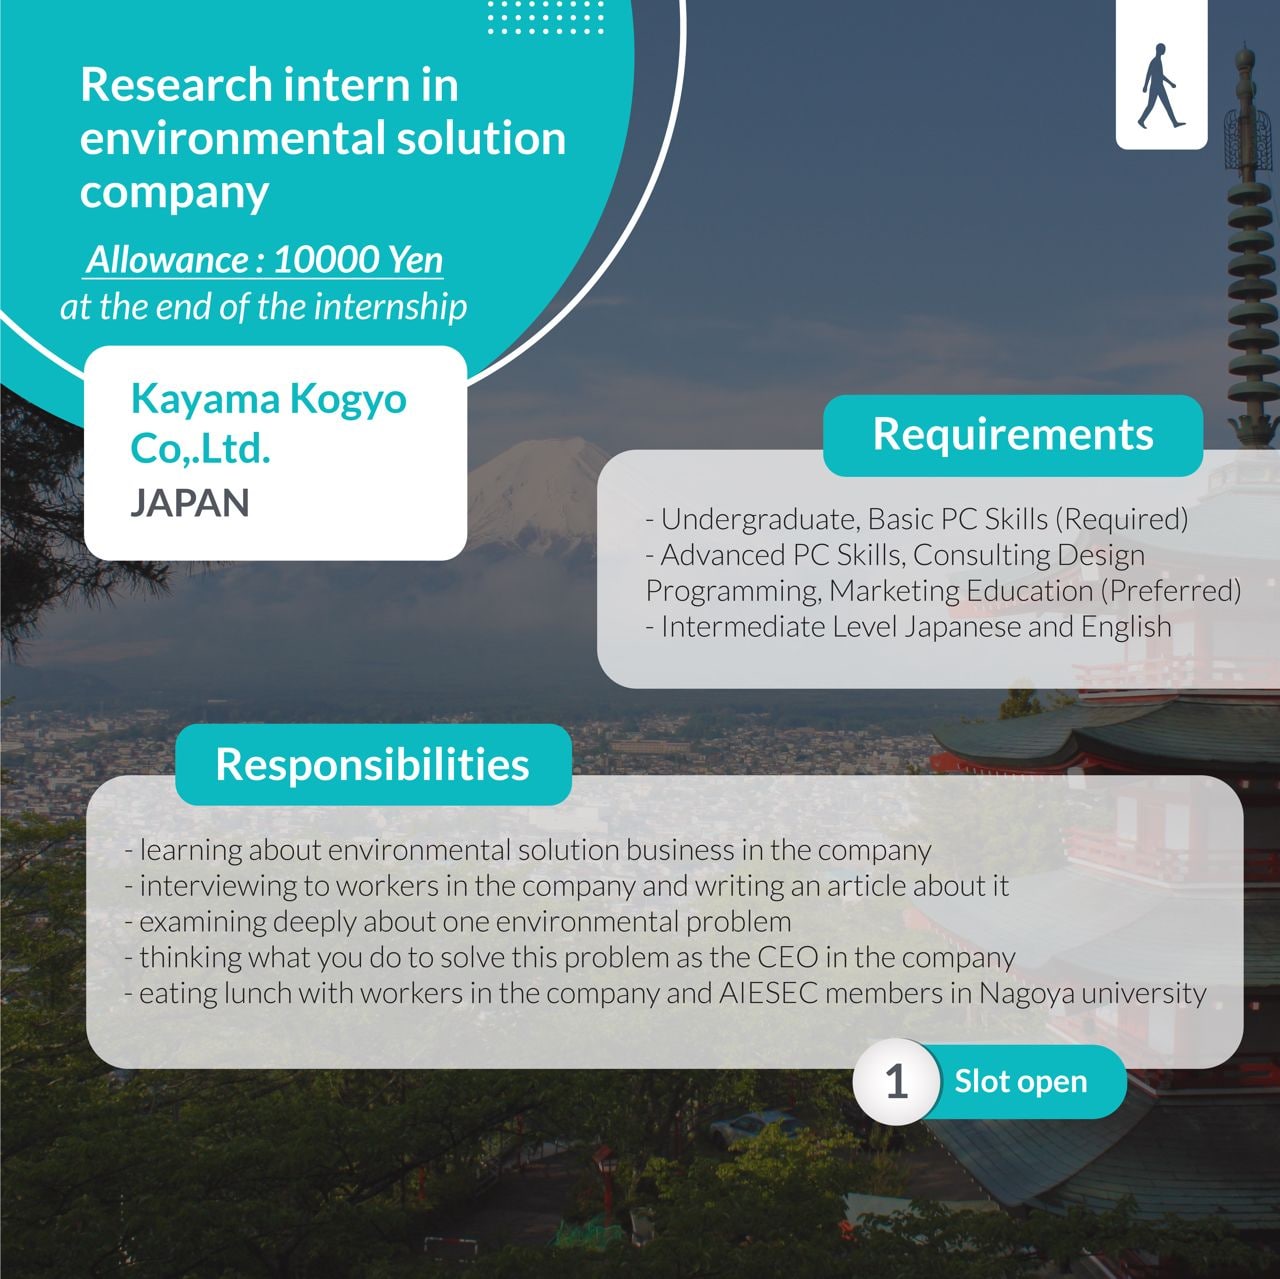 Research intern in
environmental solution
company
Allowance : 10000 Yen
at the end of the internship
Kayama Kogyo
Co,.Ltd.
JAPAN
Requirements
- Undergraduate, Basic PC Skills (Required)
- Advanced PC Skills, Consulting Design
Programming, Marketing Education (Preferred)
- Intermediate Level Japanese and English
Responsibilities
- learning about environmental solution business in the company
- interviewing to workers in the company and writing an article about it
- examining deeply about one environmental problem
- thinking what you do to solve this problem as the CEO in the company
- eating lunch with workers in the company and AIESEC members in Nagoya university
1 Slot open